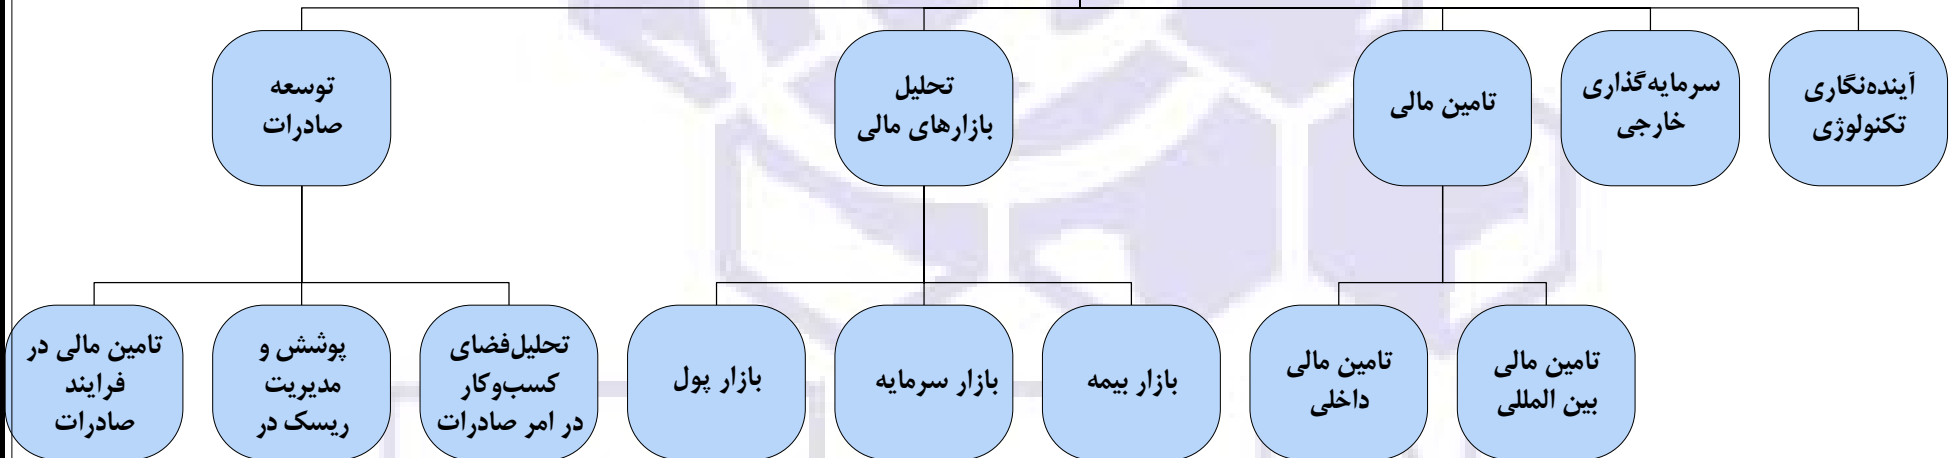 آینده‌نگاری
تکنولوژی
سرمایه‌گذاری
خارجی
تامین مالی
تحلیل
بازارهای مالی
توسعه
صادرات
تامین مالی
بین المللی
تامین مالی
داخلی
بازار بیمه
بازار سرمایه
بازار پول
تحلیل‌فضای
کسب‌وکار
در امر صادرات
پوشش و
مدیریت
ریسک در
تامین مالی در
فرایند
صادرات